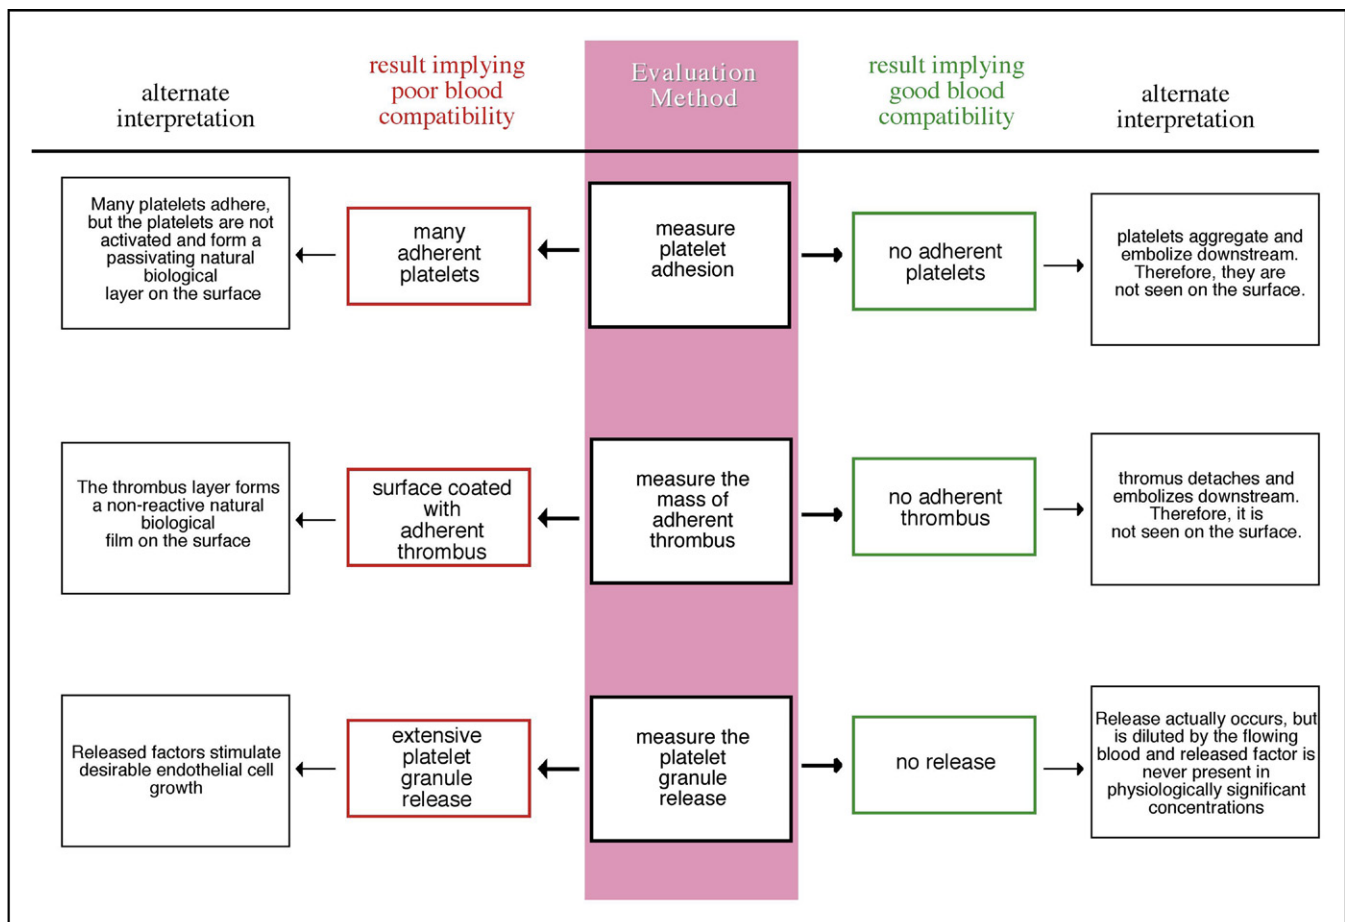 alternate
interpretation
result implying
poor blood
compatibility
Evaluation
Method
result implying
good blood
compatibility
alternate
interpretation
Many platelets adhere,
but the platelets are not
activated and form a
passivating natural
biological
layer on the surface
many
adherent
platelets
measure
platelet
adhesion
no adherent
platelets
platelets aggregate and
embolize downstream.
Therefore, they are
not seen on the surface.
The thrombus layer forms
a non-reactive natural
biological
film on the surface
surface coated
with
adherent
thrombus
measure the
mass of
adherent
thrombus
no adherent
thrombus
thromus detaches and
embolizes downstream.
Therefore, it is
not seen on the surface.
Released factors stimulate
desirable endothelial cell
growth
extensive
platelet
granule
release
measure the
platelet
granule
release
no release
Release actually occurs, but
is diluted by the flowing
blood and released factor is
never present in
physiologically significant
concentrations